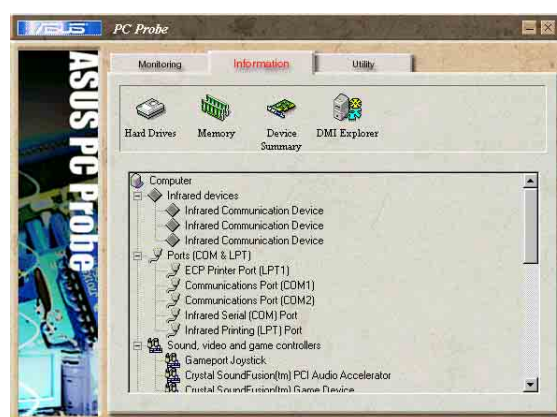 ASUS
PC Probe
ASUS PC Probe
Monitoring
Information
Utility
Hard Drives
Memory
Device
Summary
DMI Explorer
Computer
Infrared devices
Infrared Communication Device
Infrared Communication Device
Infrared Communication Device
Ports (COM & LPT)
ECP Printer Port (LPT1)
Communications Port (COM1)
Communications Port (COM2)
Infrared Serial (COM) Port
Infrared Printing (LPT) Port
Sound, video and game controllers
Gameport Joystick
Crystal SoundFusion(tm) PCI Audio Accelerator
Crystal SoundFusion(tm) Game Device